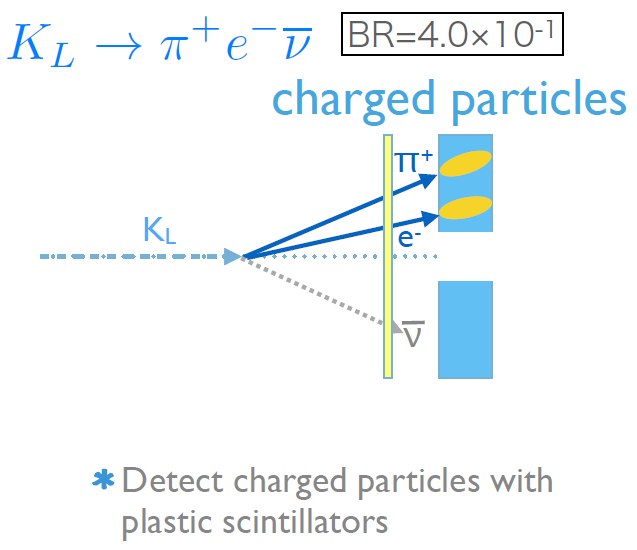 K_L → π⁺e⁻ν̅
BR=4.0×10⁻¹
charged particles
π⁺
K_L
e⁻
ν̅
* Detect charged particles with
plastic scintillators